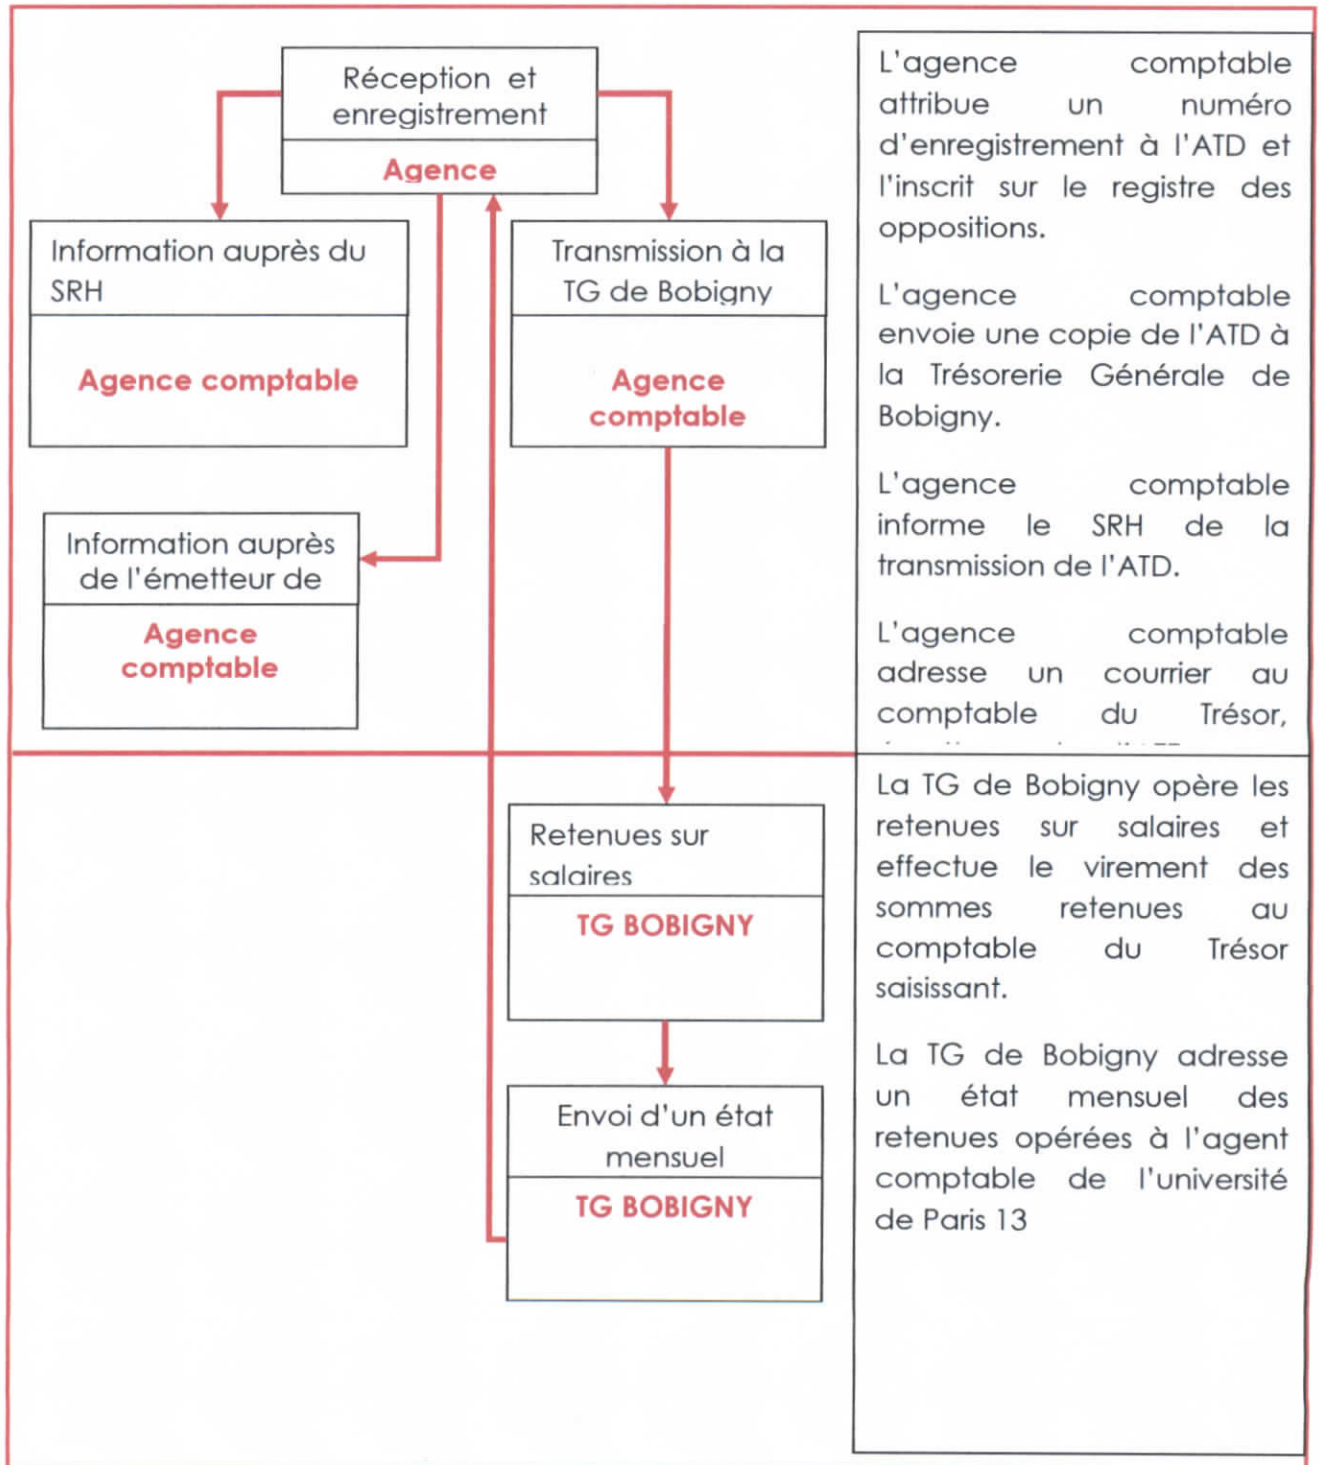 Réception et
enregistrement
Agence
Information auprès du
SRH
Agence comptable
Transmission à la
TG de Bobigny
Agence
comptable
Information auprès
de l'émetteur de
Agence
comptable
L'agence comptable
attribue un numéro
d'enregistrement à l'ATD et
l'inscrit sur le registre des
oppositions.
L'agence comptable
envoie une copie de l'ATD à
la Trésorerie Générale de
Bobigny.
L'agence comptable
informe le SRH de la
transmission de l'ATD.
L'agence comptable
adresse un courrier au
comptable du Trésor,
Retenues sur
salaires
TG BOBIGNY
Envoi d'un état
mensuel
TG BOBIGNY
La TG de Bobigny opère les
retenues sur salaires et
effectue le virement des
sommes retenues au
comptable du Trésor
saisissant.
La TG de Bobigny adresse
un état mensuel des
retenues opérées à l'agent
comptable de l'université
de Paris 13